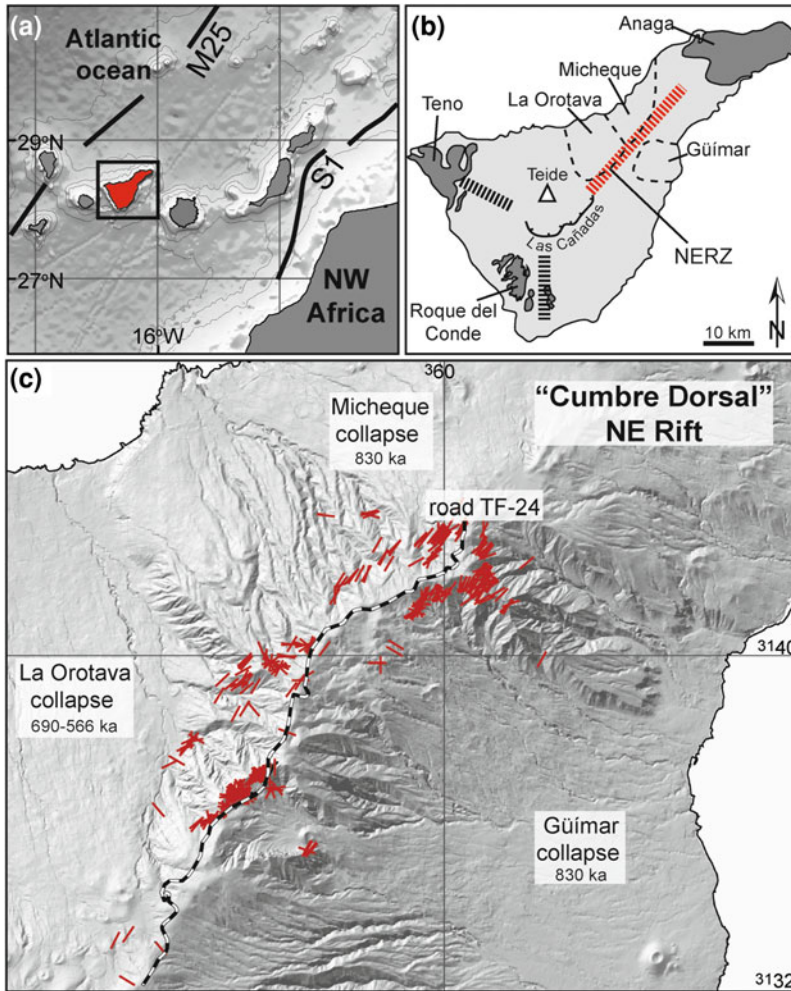 (a)
Atlantic
ocean
M25
29°N
S1
27°N
NW
Africa
16°W
(b)
Anaga
Micheque
La Orotava
Teno
Güímar
Teide
Las Cañadas
NERZ
Roque del
Conde
10 km
N
(c)
360
Micheque
collapse
830 ka
"Cumbre Dorsal"
NE Rift
road TF-24
3140
La Orotava
collapse
690-566 ka
Güímar
collapse
830 ka
3132